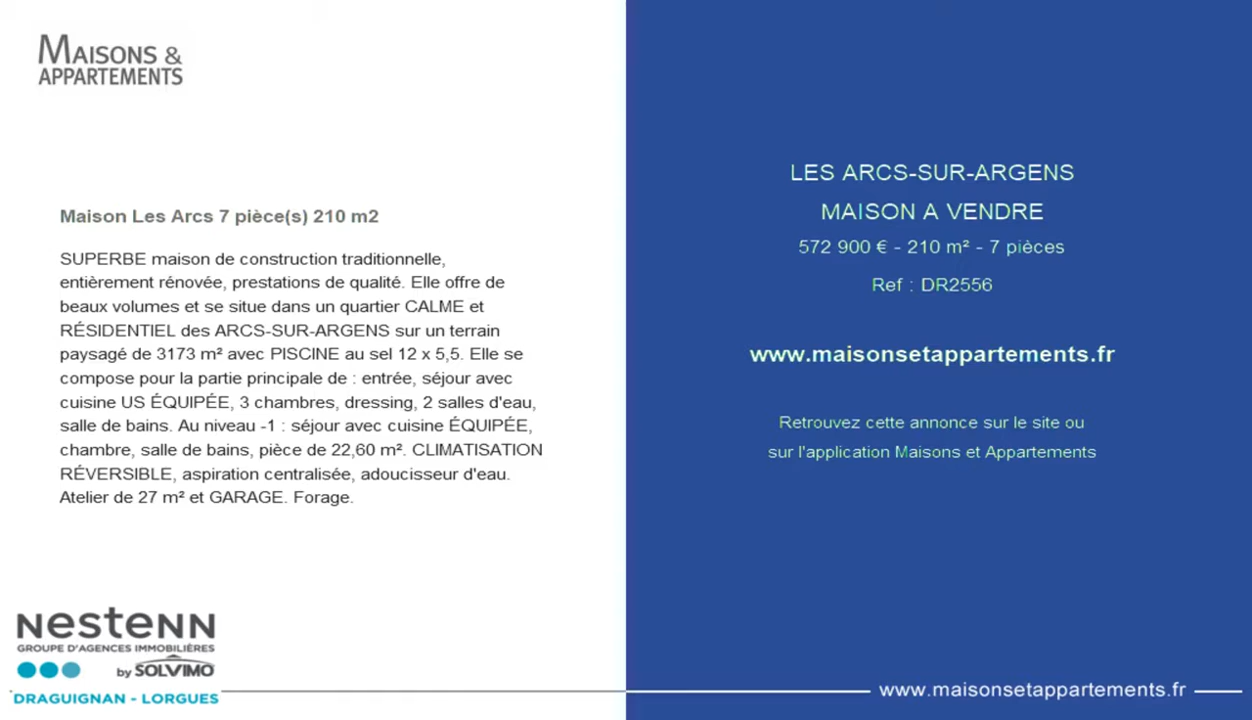 MAISONS &
APPARTEMENTS
Maison Les Arcs 7 pièce(s) 210 m2
SUPERBE maison de construction traditionnelle,
entièrement rénovée, prestations de qualité. Elle offre de
beaux volumes et se situe dans un quartier CALME et
RÉSIDENTIEL des ARCS-SUR-ARGENS sur un terrain
paysagé de 3173 m² avec PISCINE au sel 12 x 5,5. Elle se
compose pour la partie principale de : entrée, séjour avec
cuisine US ÉQUIPÉE, 3 chambres, dressing, 2 salles d'eau,
salle de bains. Au niveau -1 : séjour avec cuisine ÉQUIPÉE,
chambre, salle de bains, pièce de 22,60 m². CLIMATISATION
RÉVERSIBLE, aspiration centralisée, adoucisseur d'eau.
Atelier de 27 m² et GARAGE. Forage.
nestenn
GROUPE D'AGENCES IMMOBILIÈRES
by SOLVIMO
DRAGUIGNAN - LORGUES
LES ARCS-SUR-ARGENS
MAISON A VENDRE
572 900 € - 210 m² - 7 pièces
Ref : DR2556
www.maisonsetappartements.fr
Retrouvez cette annonce sur le site ou
sur l'application Maisons et Appartements
www.maisonsetappartements.fr